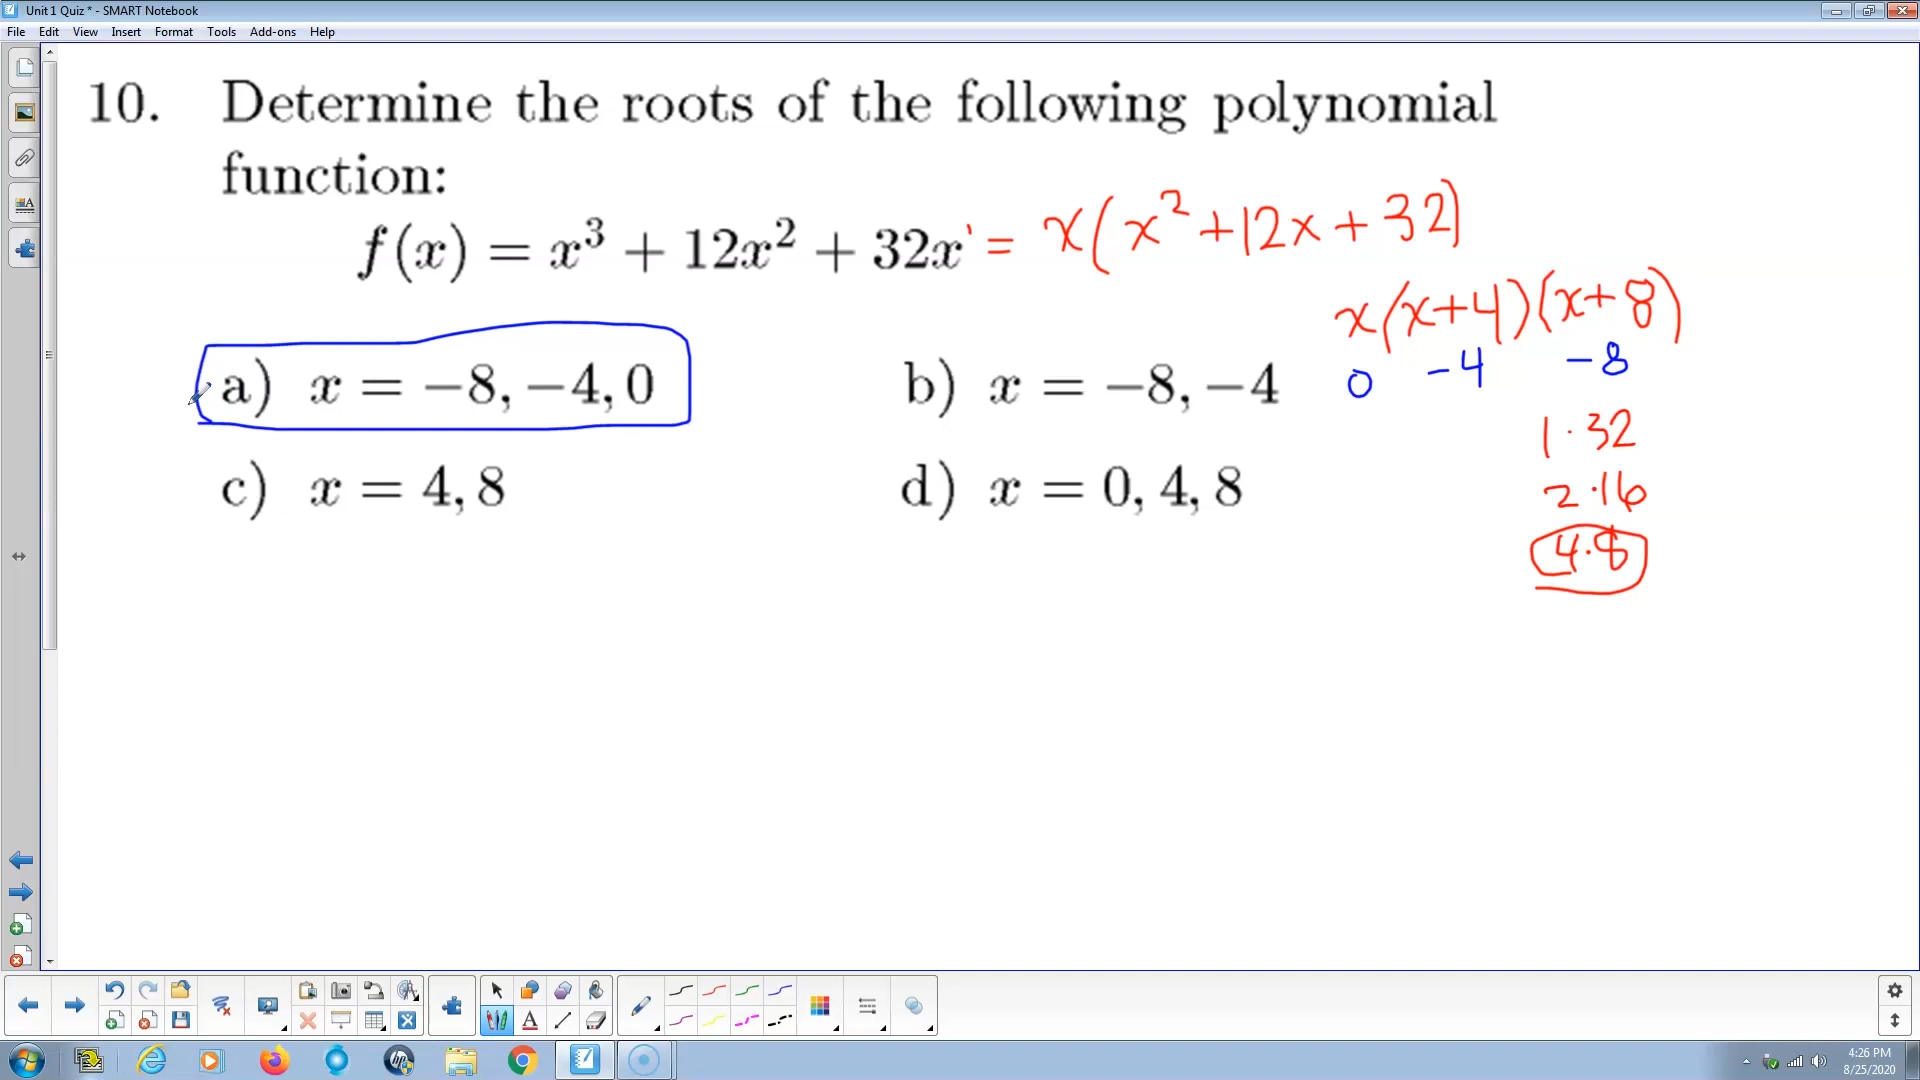 Unit 1 Quiz * - SMART Notebook
File Edit View Insert Format Tools Add-ons Help
10. Determine the roots of the following polynomial
function:
f(x) = x³ + 12x² + 32x = x(x² + 12x + 32)
x(x+4)(x+8)
0 -4 -8
a) x = −8, −4, 0 b) x = −8, −4
1·32
2·16
c) x = 4, 8 d) x = 0, 4, 8
4·8
4:26 PM
8/25/2020